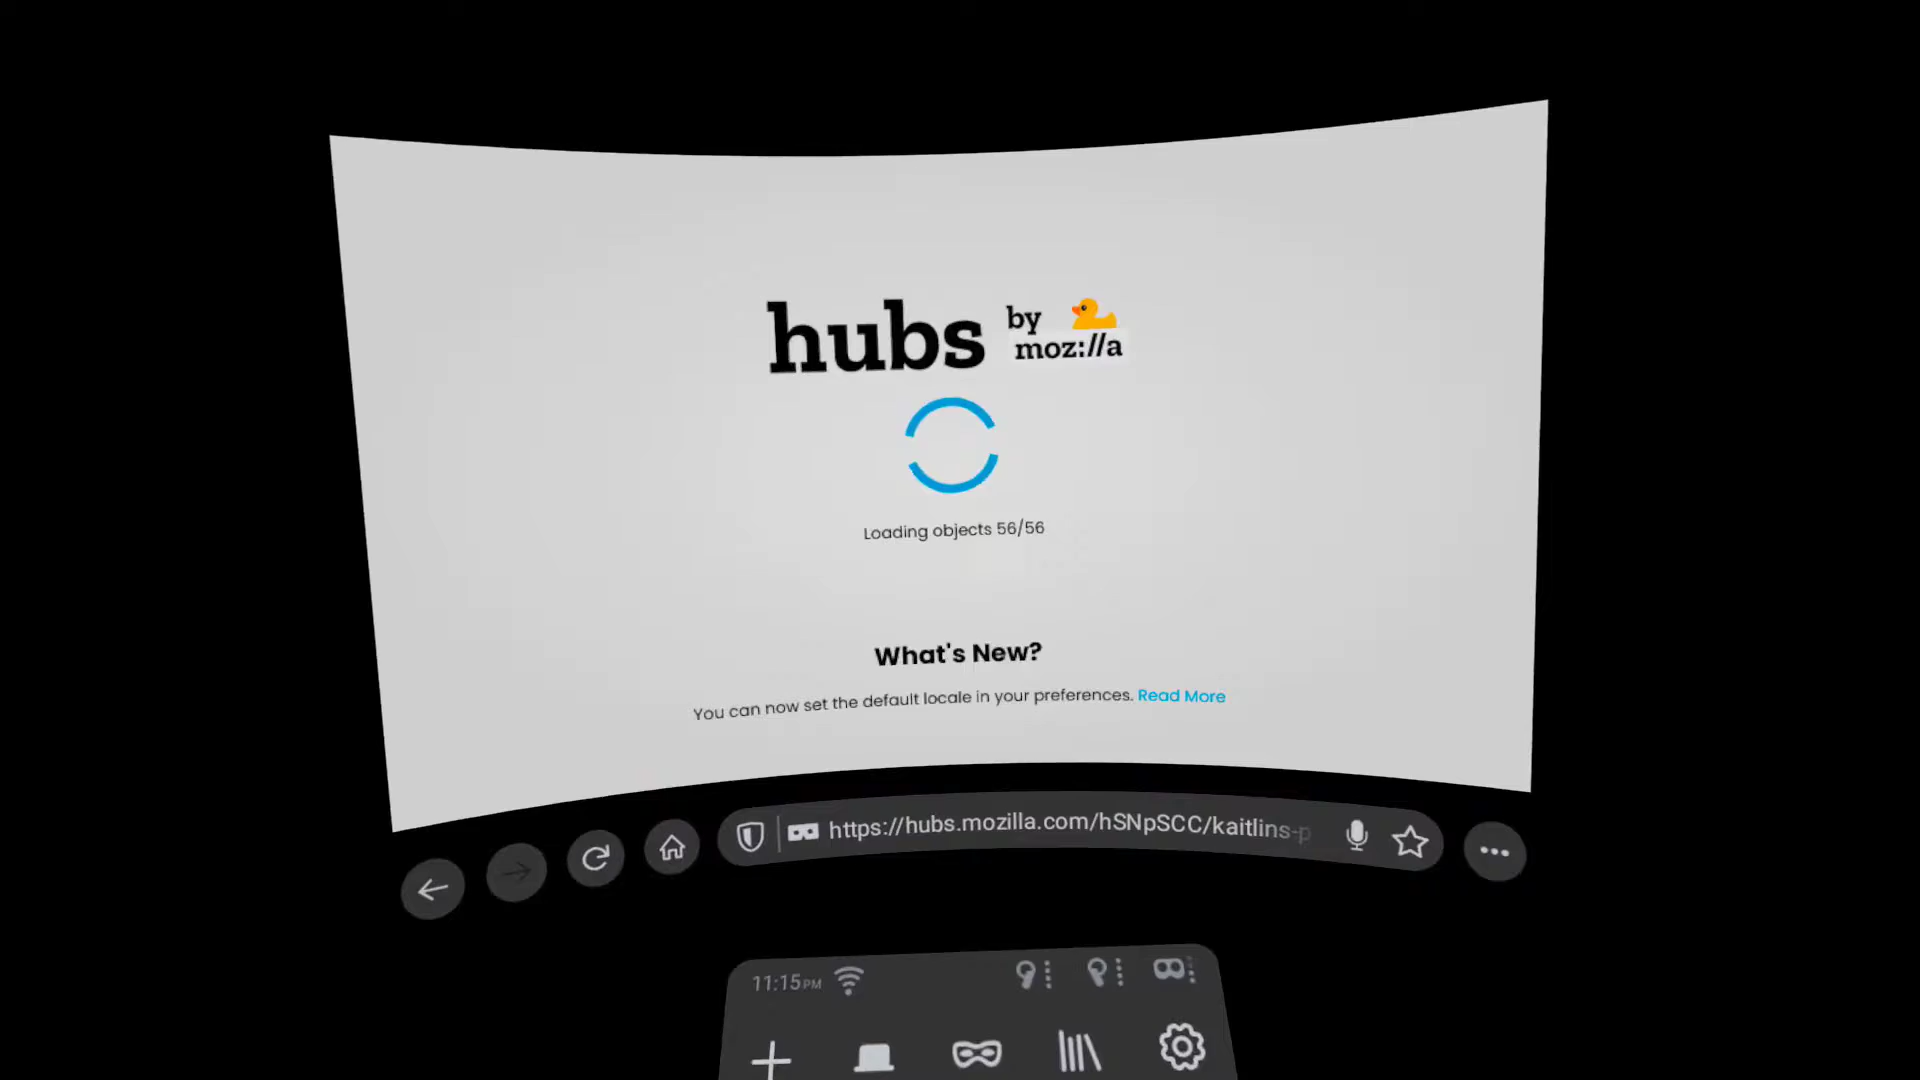 hubs by
moz://a
Loading objects 56/56
What's New?
You can now set the default locale in your preferences. Read More
https://hubs.mozilla.com/hSNpSCC/kaitlins-p
11:15PM